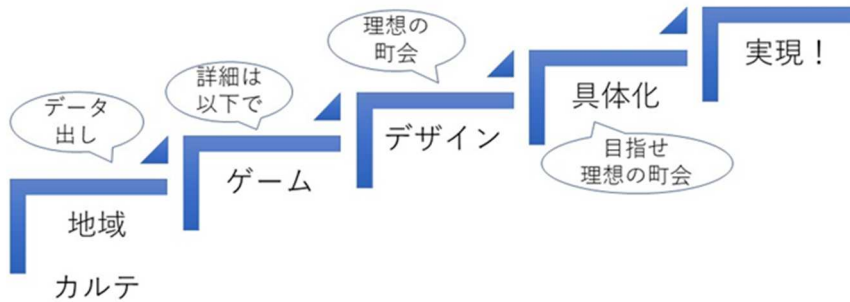 データ
出し
地域
カルテ
詳細は
以下で
ゲーム
理想の
町会
デザイン
具体化
目指せ
理想の町会
実現！